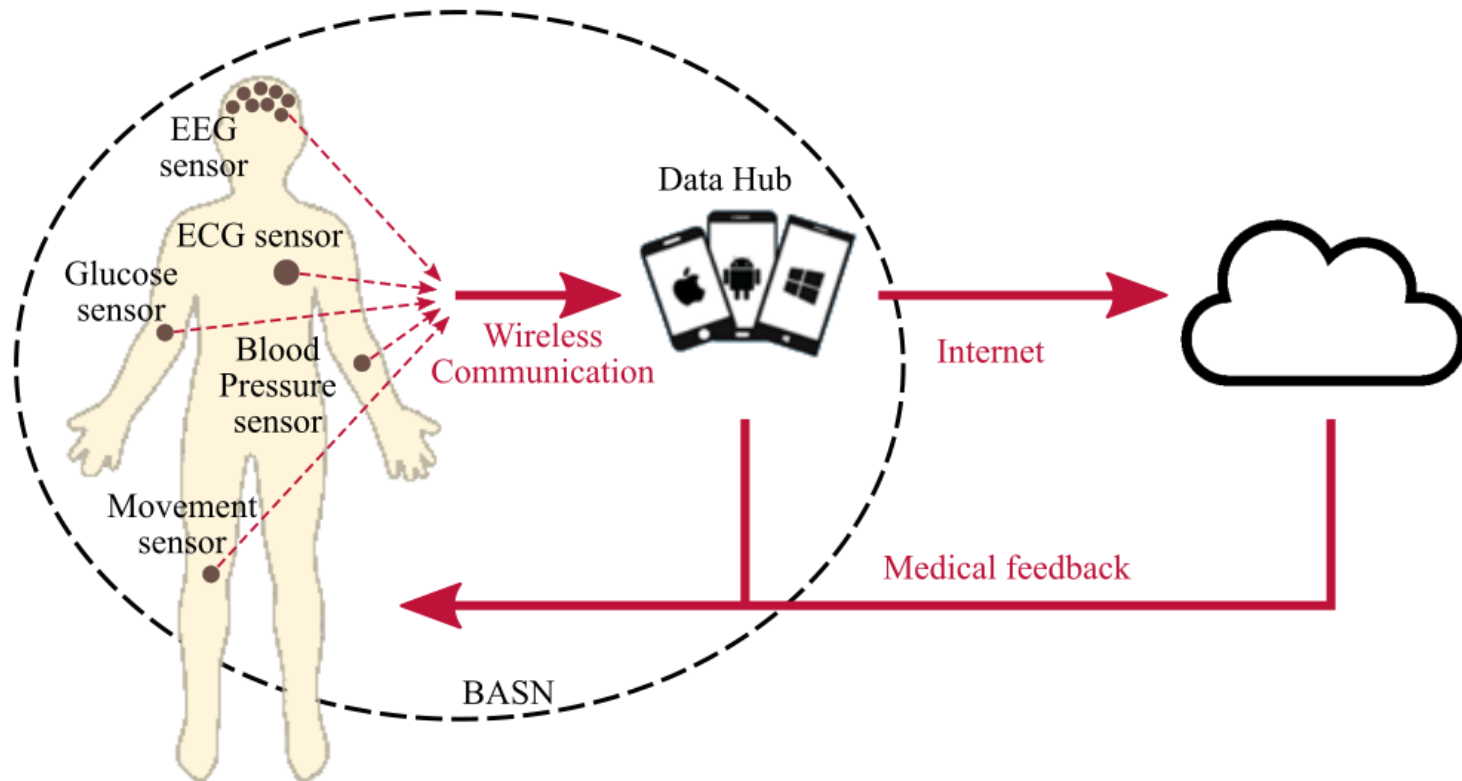 EEG
sensor
Data Hub
ECG sensor
Glucose
sensor
Wireless
Communication
Internet
Blood
Pressure
sensor
Movement
sensor
Medical feedback
BASN